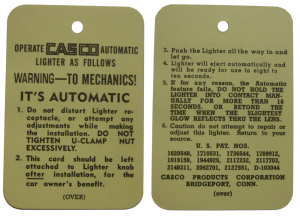 OPERATE CASCO AUTOMATIC
LIGHTER AS FOLLOWS
WARNING—TO MECHANICS!
IT'S AUTOMATIC
1. Do not distort Lighter re-
ceptacle, or attempt any
adjustments while making
the installation. DO NOT
TIGHTEN U-CLAMP NUT
EXCESSIVELY.
2. This card should be left
attached to Lighter knob
after installation, for the
car owner's benefit.
(OVER)
3. Push the Lighter all the way in and
let go.
4. Lighter will eject automatically and
will be ready for use in eight to
ten seconds.
5. If for any reason, the Automatic
feature fails, DO NOT HOLD THE
LIGHTER INTO CONTACT MAN-
UALLY FOR MORE THAN 10
SECONDS, OR BEYOND THE
TIME WHEN THE SLIGHTEST
GLOW REFLECTS THRU THE LENS.
6. Caution do not attempt to repair or
adjust this lighter. Return to your
source.
U. S. PAT. NOS.
CASCO PRODUCTS CORPORATION
BRIDGEPORT, CONN.
(over)